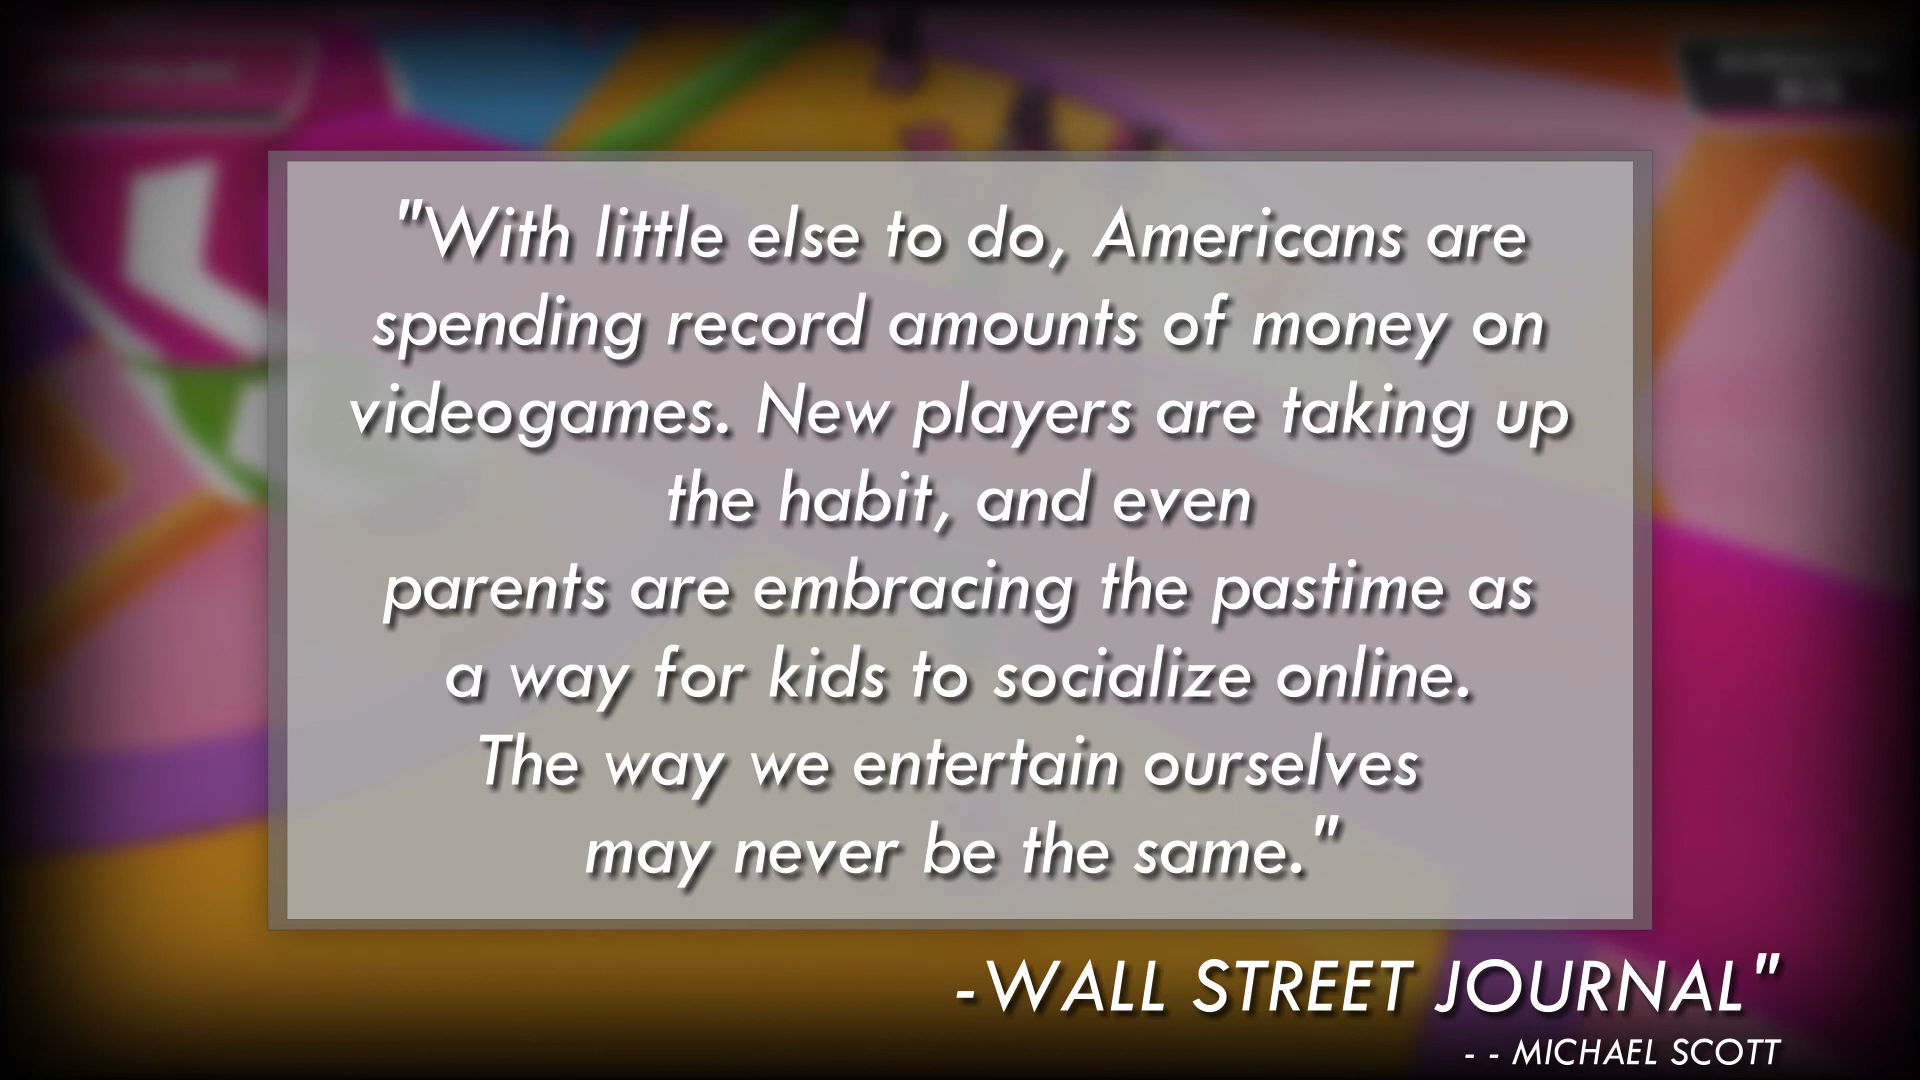 "With little else to do, Americans are
spending record amounts of money on
videogames. New players are taking up
the habit, and even
parents are embracing the pastime as
a way for kids to socialize online.
The way we entertain ourselves
may never be the same."
-WALL STREET JOURNAL"
- - MICHAEL SCOTT